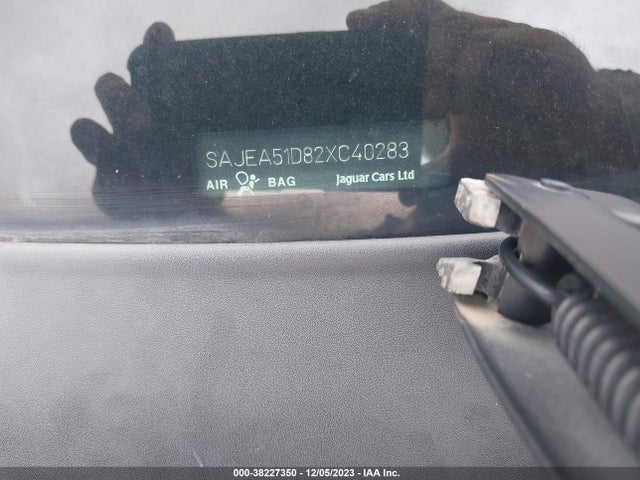 SAJEA51D82XC40283
AIR BAG Jaguar Cars Ltd
000-38227350 - 12/05/2023 - IAA Inc.